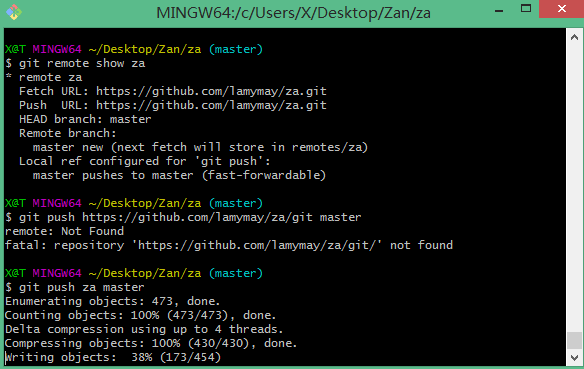 MINGW64:/c/Users/X/Desktop/Zan/za
X@T MINGW64 ~/Desktop/Zan/za (master)
$ git remote show za
* remote za
  Fetch URL: https://github.com/lamymay/za.git
  Push  URL: https://github.com/lamymay/za.git
  HEAD branch: master
  Remote branch:
    master new (next fetch will store in remotes/za)
  Local ref configured for 'git push':
    master pushes to master (fast-forwardable)
X@T MINGW64 ~/Desktop/Zan/za (master)
$ git push https://github.com/lamymay/za/git master
remote: Not Found
fatal: repository 'https://github.com/lamymay/za/git/' not found
X@T MINGW64 ~/Desktop/Zan/za (master)
$ git push za master
Enumerating objects: 473, done.
Counting objects: 100% (473/473), done.
Delta compression using up to 4 threads.
Compressing objects: 100% (430/430), done.
Writing objects:  38% (173/454)